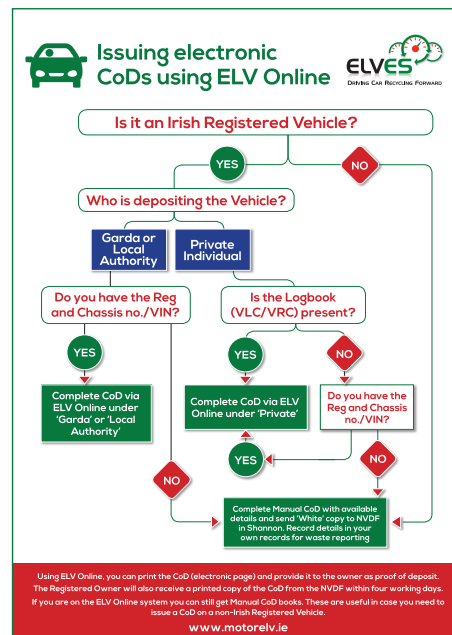 Issuing electronic
CoDs using ELV Online
ELVES
DRIVING CAR RECYCLING FORWARD
Is it an Irish Registered Vehicle?
YES
NO
Who is depositing the Vehicle?
Garda or
Local
Authority
Private
Individual
Do you have the Reg
and Chassis no./VIN?
Is the Logbook
(VLC/VRC) present?
YES
YES
NO
Complete CoD via
ELV Online under
'Garda' or 'Local
Authority'
Complete CoD via ELV
Online under 'Private'
Do you have the
Reg and Chassis
no./VIN?
YES
NO
NO
Complete Manual CoD with available
details and send 'White' copy to NVDF
in Shannon. Record details in your
own records for waste reporting
Using ELV Online, you can print the CoD (electronic page) and provide it to the owner as proof of deposit.
The Registered Owner will also receive a printed copy of the CoD from the NVDF within four working days.
If you are on the ELV Online system you can still get Manual CoD books. These are useful in case you need to
issue a CoD on a non-Irish Registered Vehicle.
www.motorelv.ie